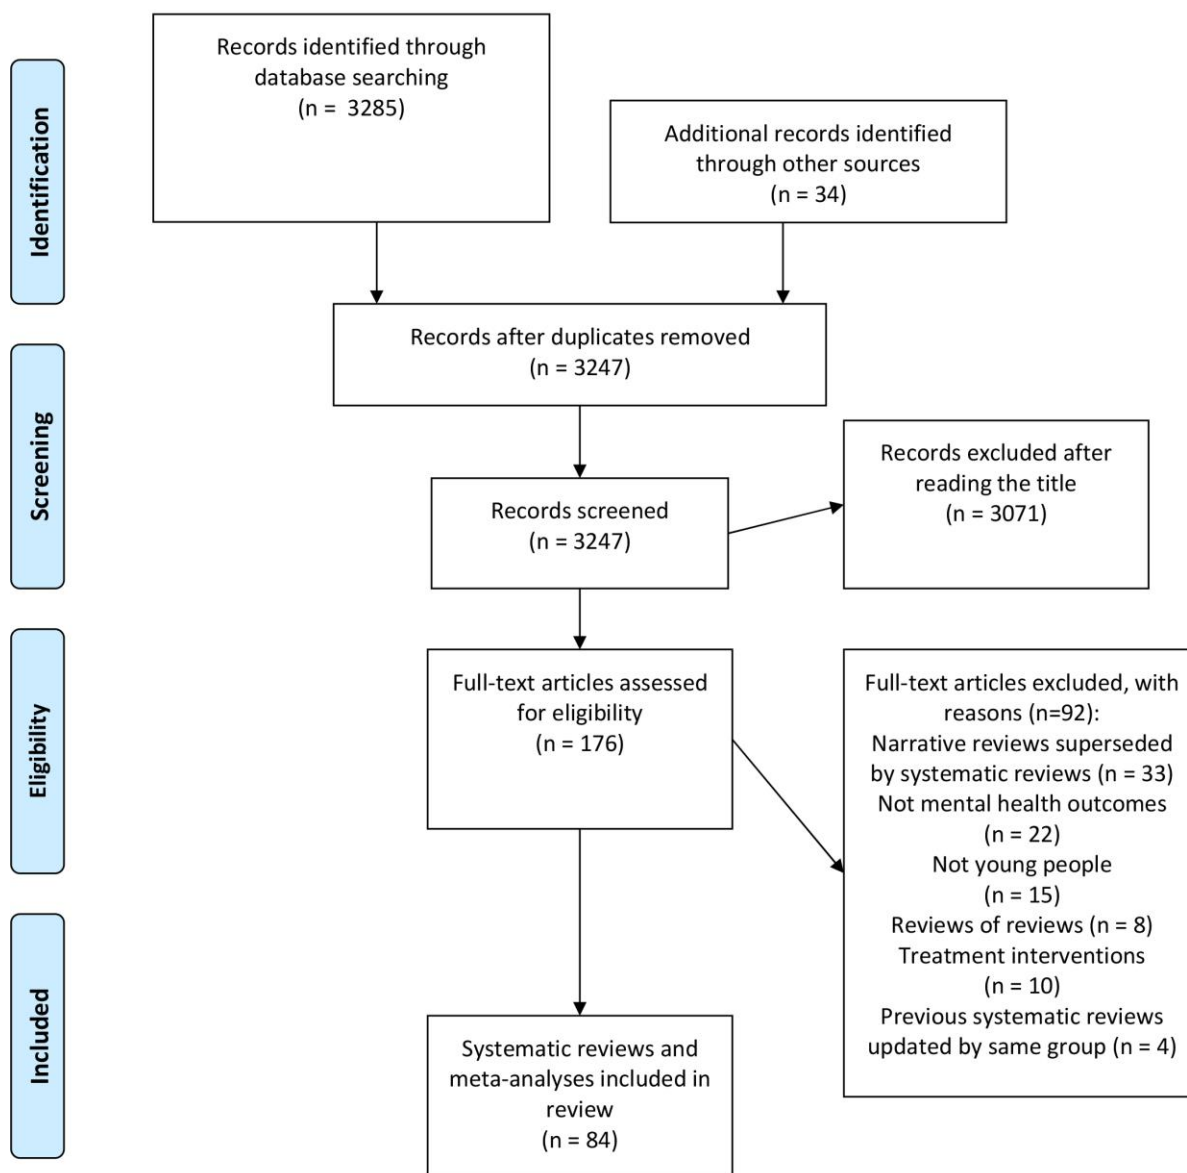 Identification
Records identified through
database searching
(n = 3285)
Additional records identified
through other sources
(n = 34)
Records after duplicates removed
(n = 3247)
Screening
Records screened
(n = 3247)
Records excluded after
reading the title
(n = 3071)
Eligibility
Full-text articles assessed
for eligibility
(n = 176)
Full-text articles excluded, with
reasons (n=92):
Narrative reviews superseded
by systematic reviews (n = 33)
Not mental health outcomes
(n = 22)
Not young people
(n = 15)
Reviews of reviews (n = 8)
Treatment interventions
(n = 10)
Previous systematic reviews
updated by same group (n = 4)
Included
Systematic reviews and
meta-analyses included in
review
(n = 84)